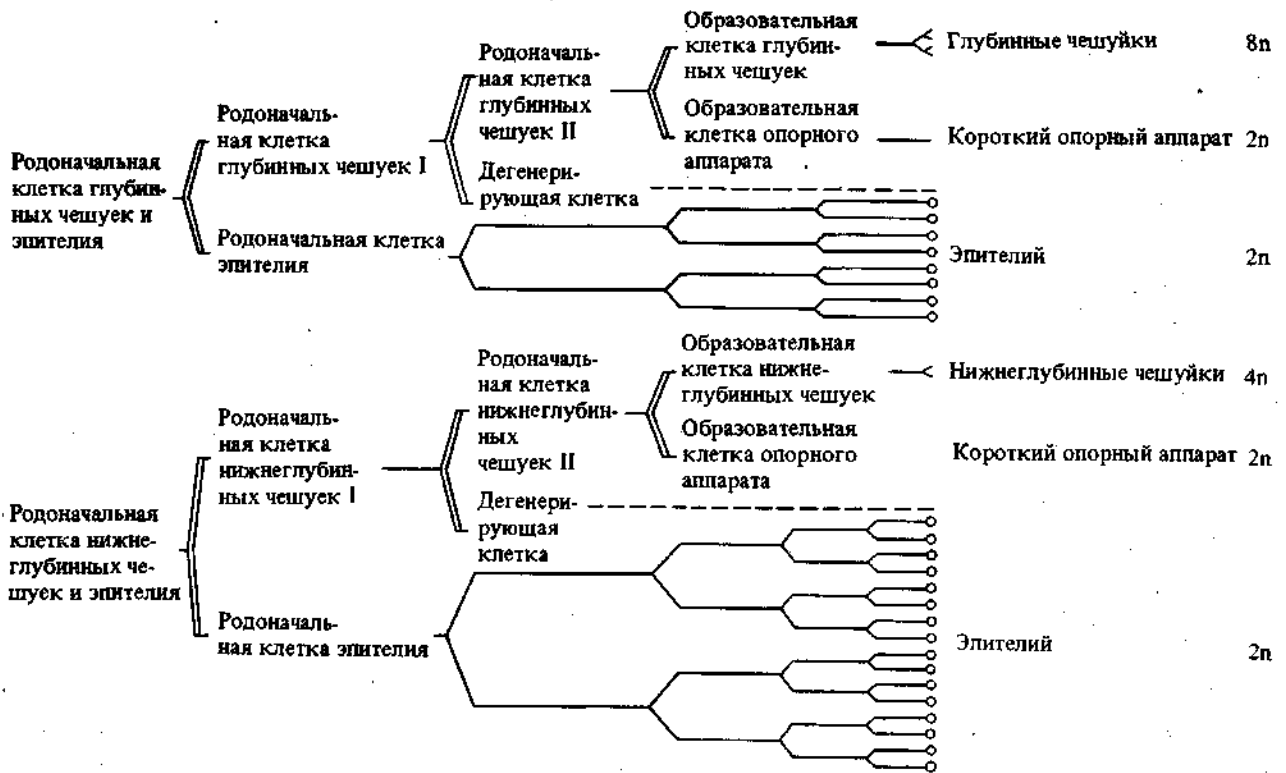 Родоначальная
клетка глубин-
ных чешуек и
эпителия
Родоначаль-
ная клетка
глубинных чешуек I
Родоначальная клетка
эпителия
Родоначаль-
ная клетка
глубинных
чешуек II
Дегенери-
рующая клетка
Образовательная
клетка глубин-
ных чешуек
Образовательная
клетка опорного
аппарата
Глубинные чешуйки 8n
Короткий опорный аппарат 2n
Эпителий 2n
Родоначальная
клетка нижне-
глубинных че-
шуек и эпителия
Родоначаль-
ная клетка
нижнеглубин-
ных чешуек I
Родоначаль-
ная клетка эпителия
Родоначаль-
ная клетка
нижнеглубин-
ных
чешуек II
Дегенери-
рующая
клетка
Образовательная
клетка нижне-
глубинных чешуек
Образовательная
клетка опорного
аппарата
Нижнеглубинные чешуйки 4n
Короткий опорный аппарат 2n
Эпителий 2n